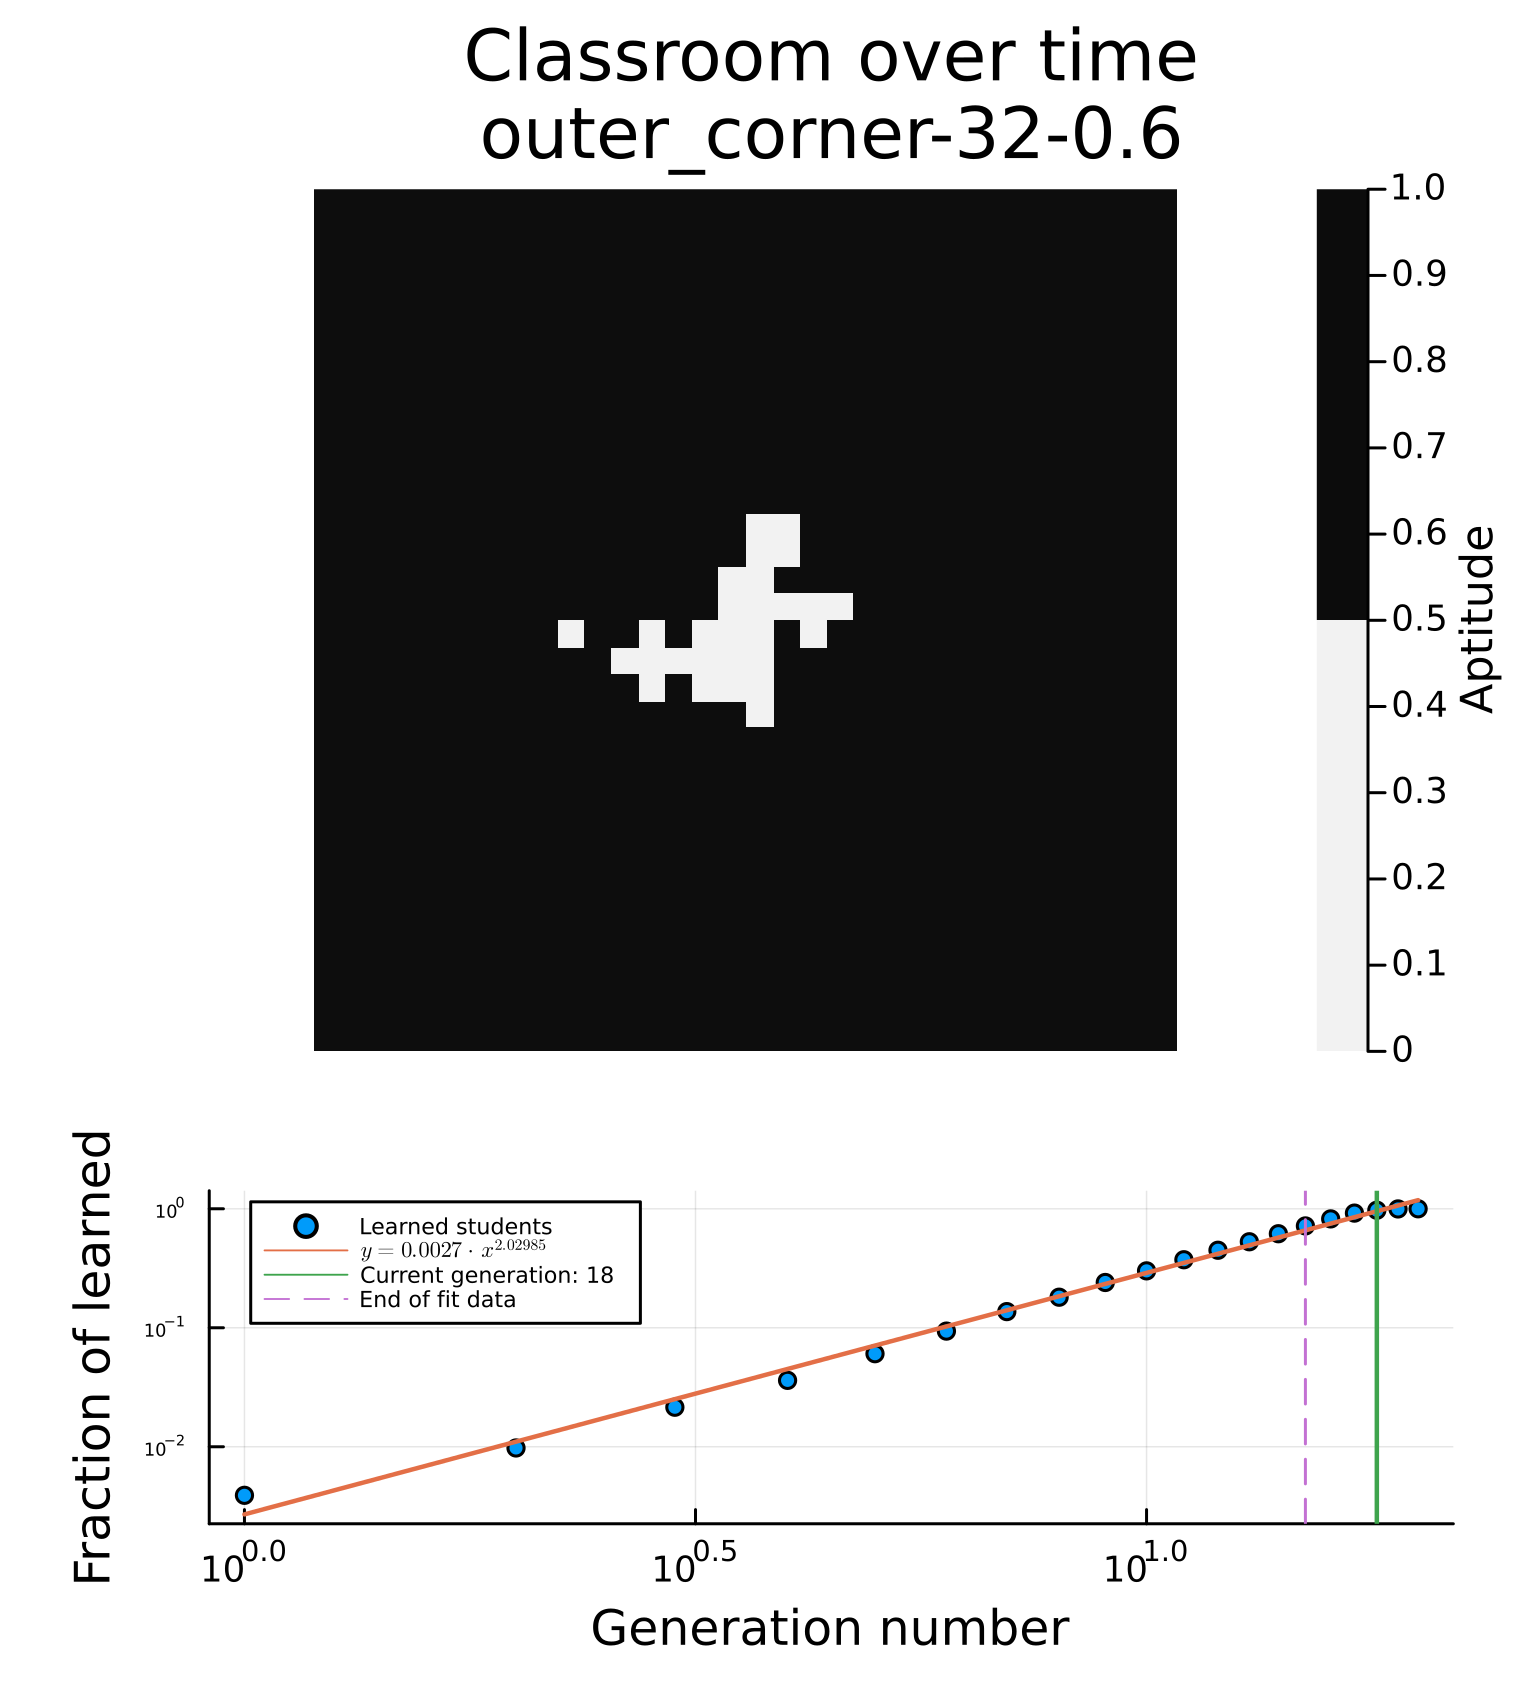 Classroom over time
outer_corner-32-0.6
1.0
0.9
0.8
0.7
0.6
0.5
0.4
0.3
0.2
0.1
0
Aptitude
Fraction of learned
10⁰
10⁻¹
10⁻²
Learned students
y = 0.0027 · x^2.02985
Current generation: 18
End of fit data
10^0.0
10^0.5
10^1.0
Generation number